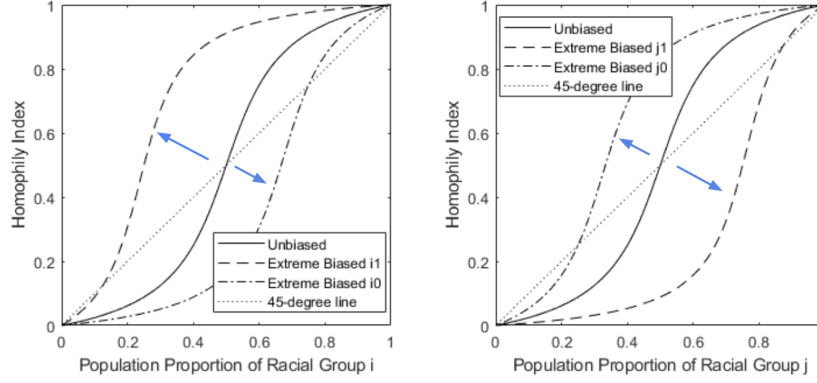 1
0.8
0.6
0.4
0.2
0
Homophily Index
Unbiased
Extreme Biased i1
Extreme Biased i0
45-degree line
0 0.2 0.4 0.6 0.8 1
Population Proportion of Racial Group i
1
0.8
0.6
0.4
0.2
0
Homophily Index
Unbiased
Extreme Biased j1
Extreme Biased j0
45-degree line
0 0.2 0.4 0.6 0.8
Population Proportion of Racial Group j